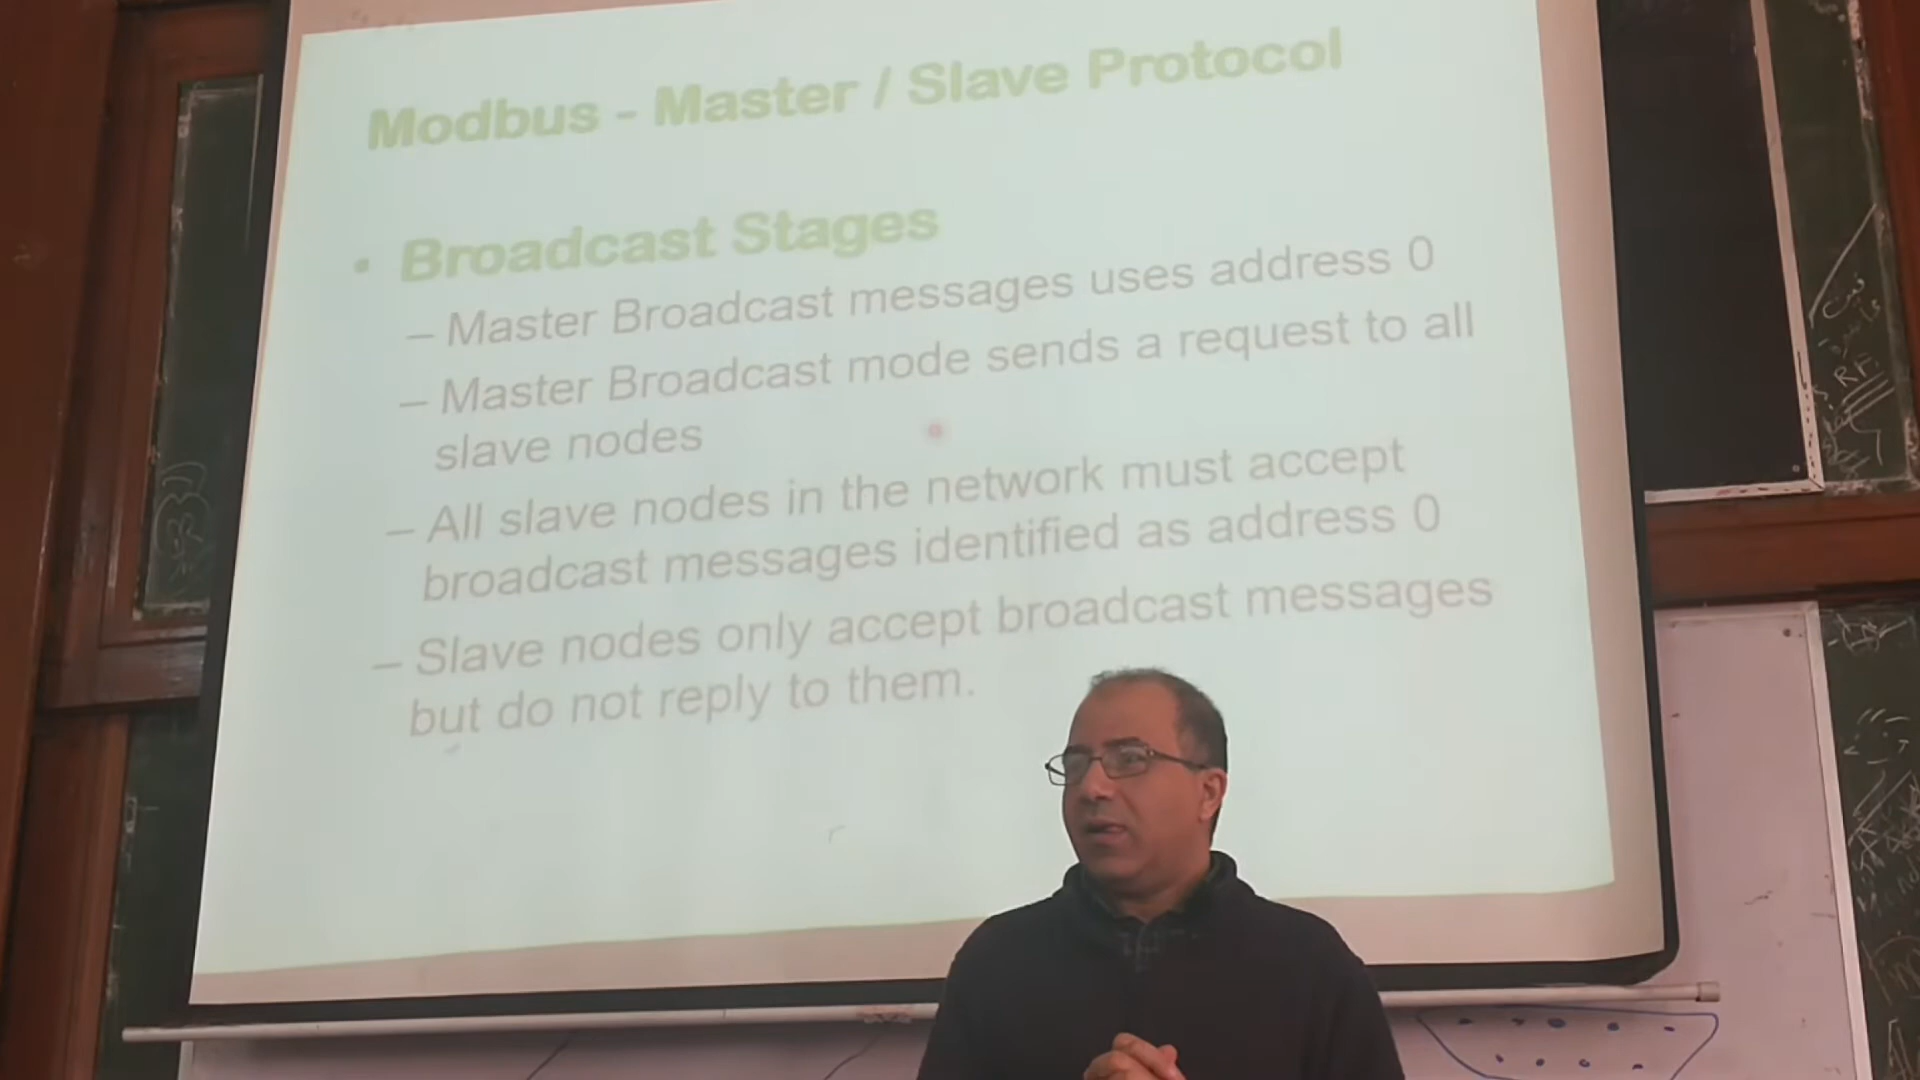 Modbus - Master / Slave Protocol
• Broadcast Stages
– Master Broadcast messages uses address 0
– Master Broadcast mode sends a request to all
slave nodes
– All slave nodes in the network must accept
broadcast messages identified as address 0
– Slave nodes only accept broadcast messages
but do not reply to them.
RF